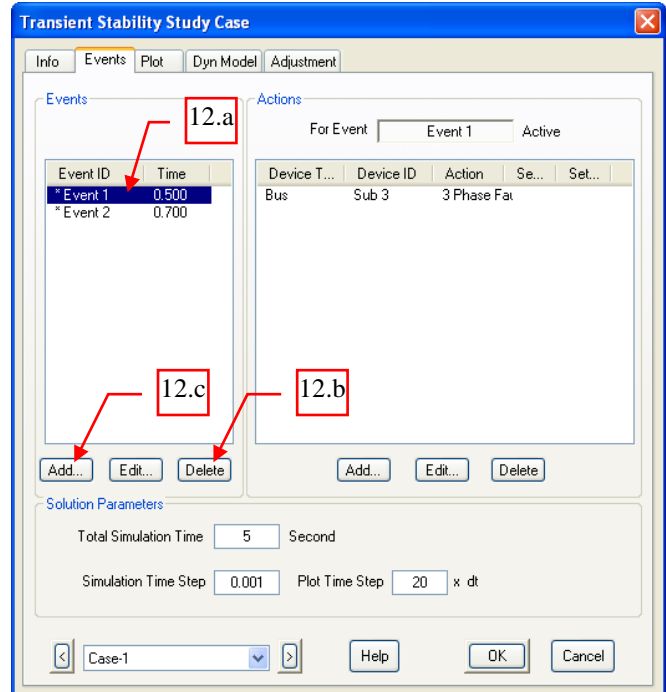 Transient Stability Study Case
Info Events Plot Dyn Model Adjustment
Events
12.a
Event ID Time
* Event 1 0.500
* Event 2 0.700
12.c
12.b
Add... Edit... Delete
Actions
For Event Event 1 Active
Device T... Device ID Action Se... Set...
Bus Sub 3 3 Phase Fau
Add... Edit... Delete
Solution Parameters
Total Simulation Time 5 Second
Simulation Time Step 0.001 Plot Time Step 20 x dt
< Case-1 > Help OK Cancel